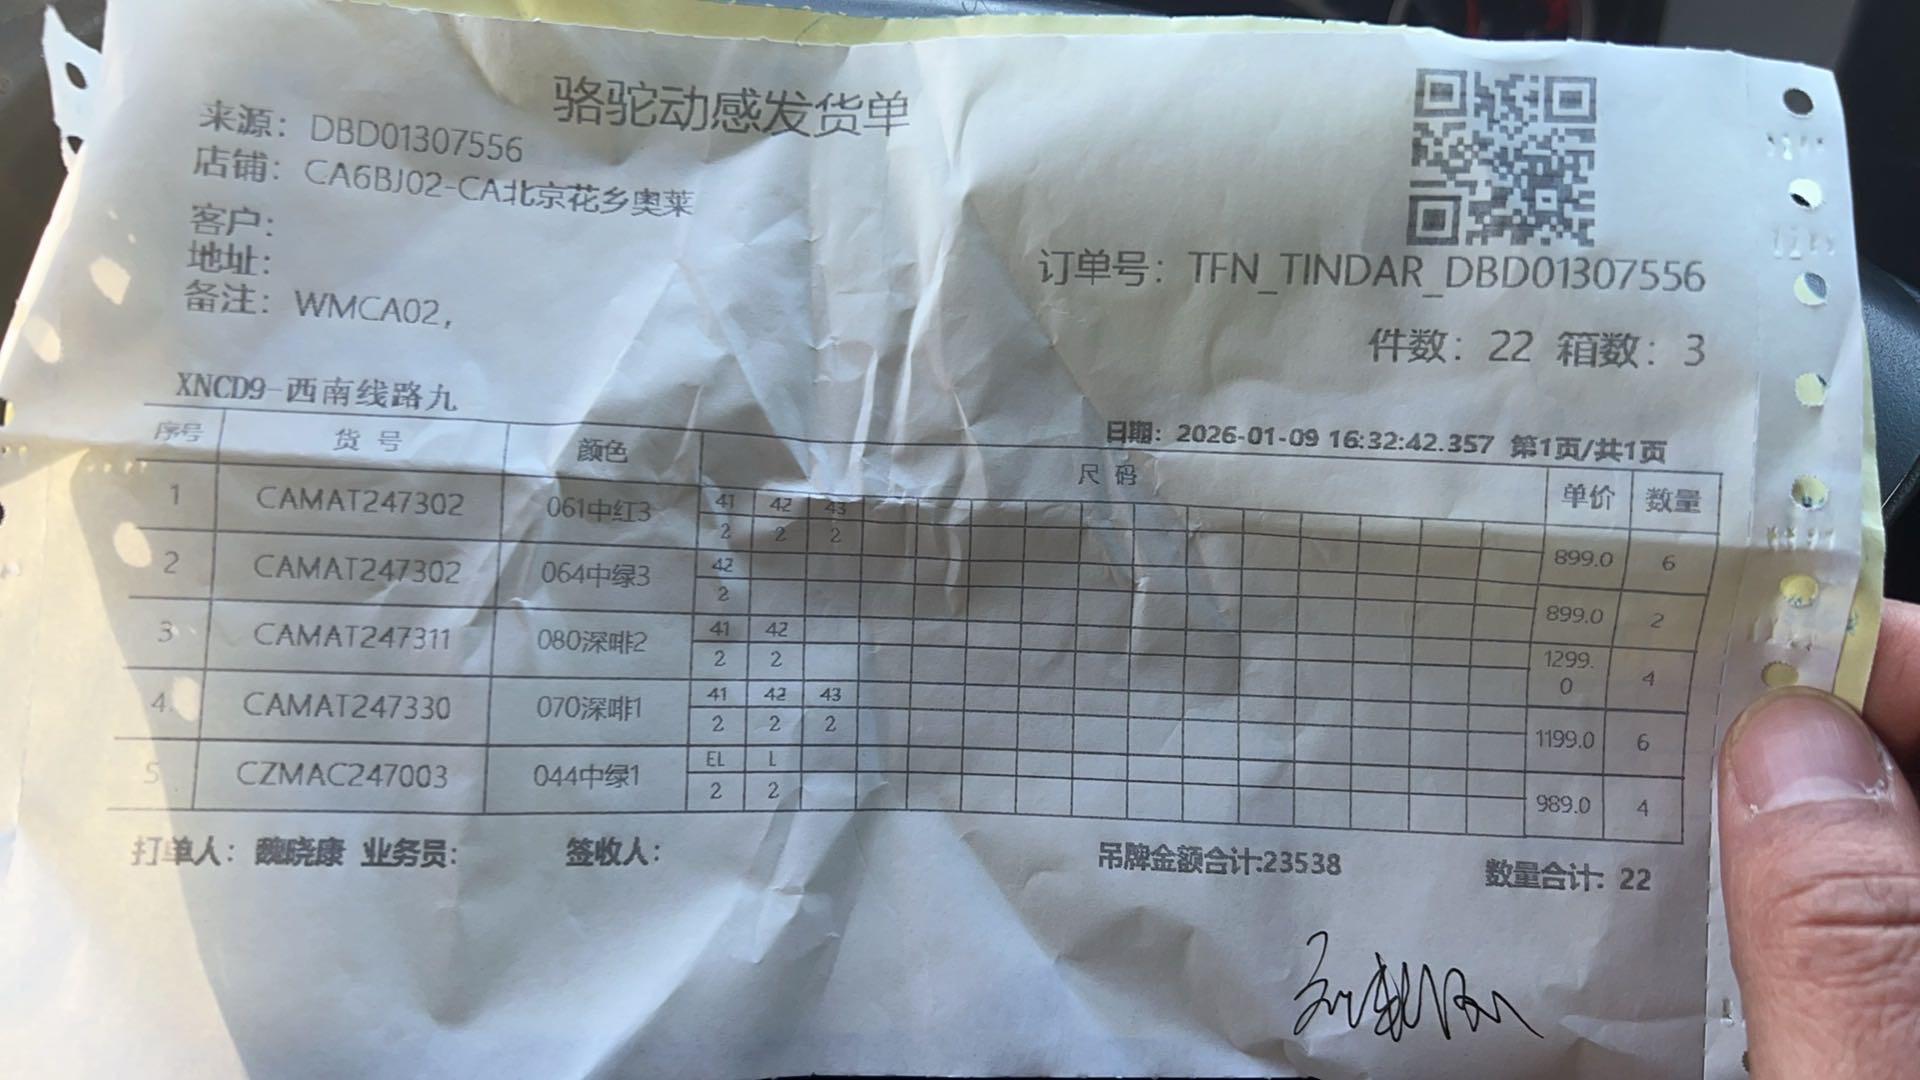 骆驼动感发货单
来源：DBD01307556
店铺：CA6BJ02-CA北京花乡奥莱
客户：
地址：
备注：WMCA02,
订单号：TFN_TINDAR_DBD01307556
件数：22 箱数：3
XNCD9-西南线路九
日期：2026-01-09 16:32:42.357 第1页/共1页
序号 货号 颜色 尺码 单价 数量
1 CAMAT247302 061中红3 41 42 43 899.0 6
2 2 2
2 CAMAT247302 064中绿3 42 899.0 2
2
3 CAMAT247311 080深啡2 41 42 1299.0 4
2 2
4 CAMAT247330 070深啡1 41 42 43 1199.0 6
2 2 2
5 CZMAC247003 044中绿1 EL L 989.0 4
2 2
打单人：魏晓康 业务员： 签收人： 吊牌金额合计:23538 数量合计：22